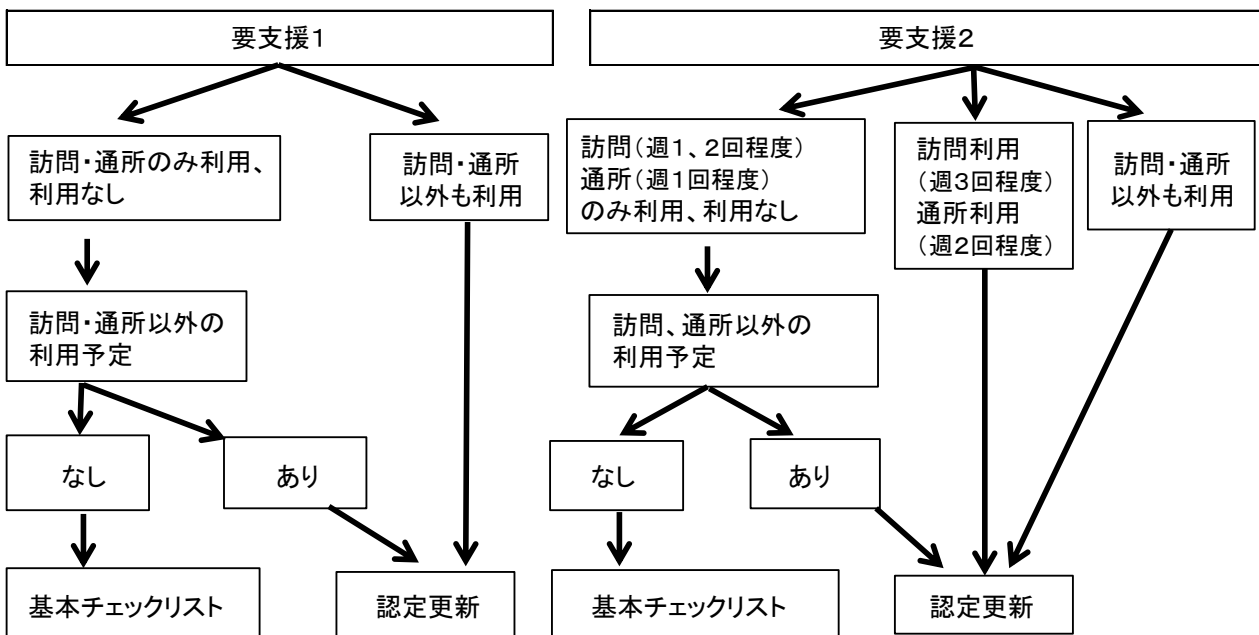 要支援1
訪問・通所のみ利用、
利用なし
訪問・通所
以外も利用
訪問・通所以外の
利用予定
なし
あり
基本チェックリスト
認定更新
要支援2
訪問(週1、2回程度)
通所(週1回程度)
のみ利用、利用なし
訪問利用
(週3回程度)
通所利用
(週2回程度)
訪問・通所
以外も利用
訪問、通所以外の
利用予定
なし
あり
基本チェックリスト
認定更新